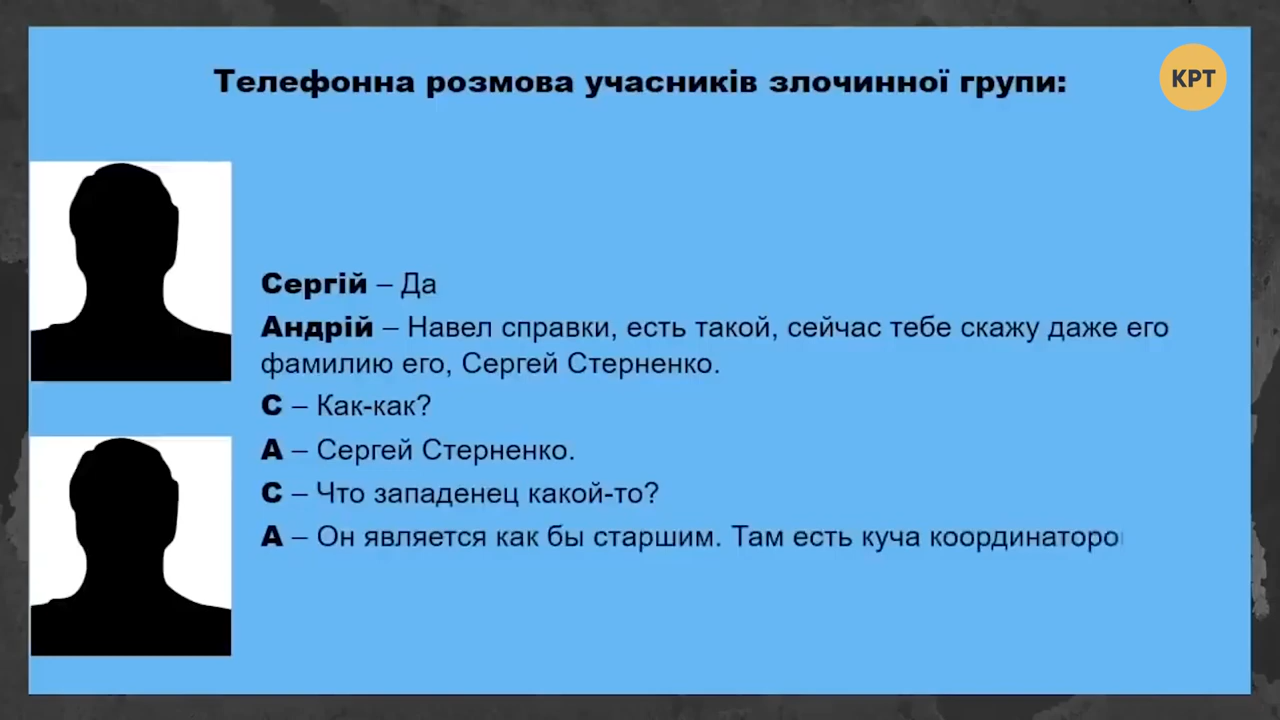 Телефонна розмова учасників злочинної групи:
КРТ
Сергій – Да
Андрій – Навел справки, есть такой, сейчас тебе скажу даже его
фамилию его, Сергей Стерненко.
С – Как-как?
А – Сергей Стерненко.
С – Что западенец какой-то?
А – Он является как бы старшим. Там есть куча